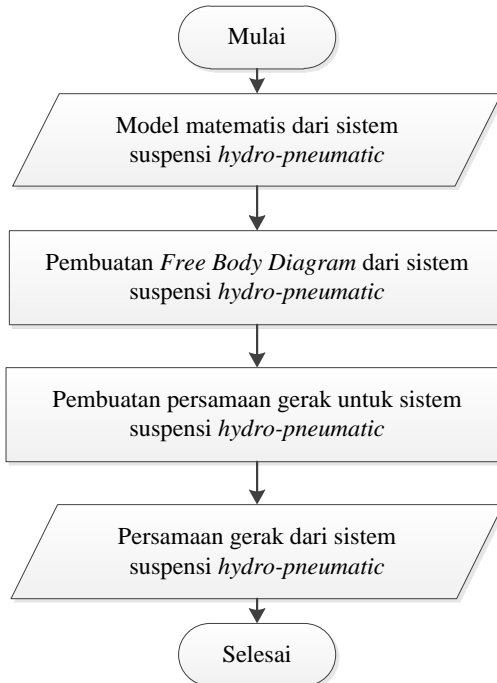 Mulai
Model matematis dari sistem
suspensi hydro-pneumatic
Pembuatan Free Body Diagram dari sistem
suspensi hydro-pneumatic
Pembuatan persamaan gerak untuk sistem
suspensi hydro-pneumatic
Persamaan gerak dari sistem
suspensi hydro-pneumatic
Selesai